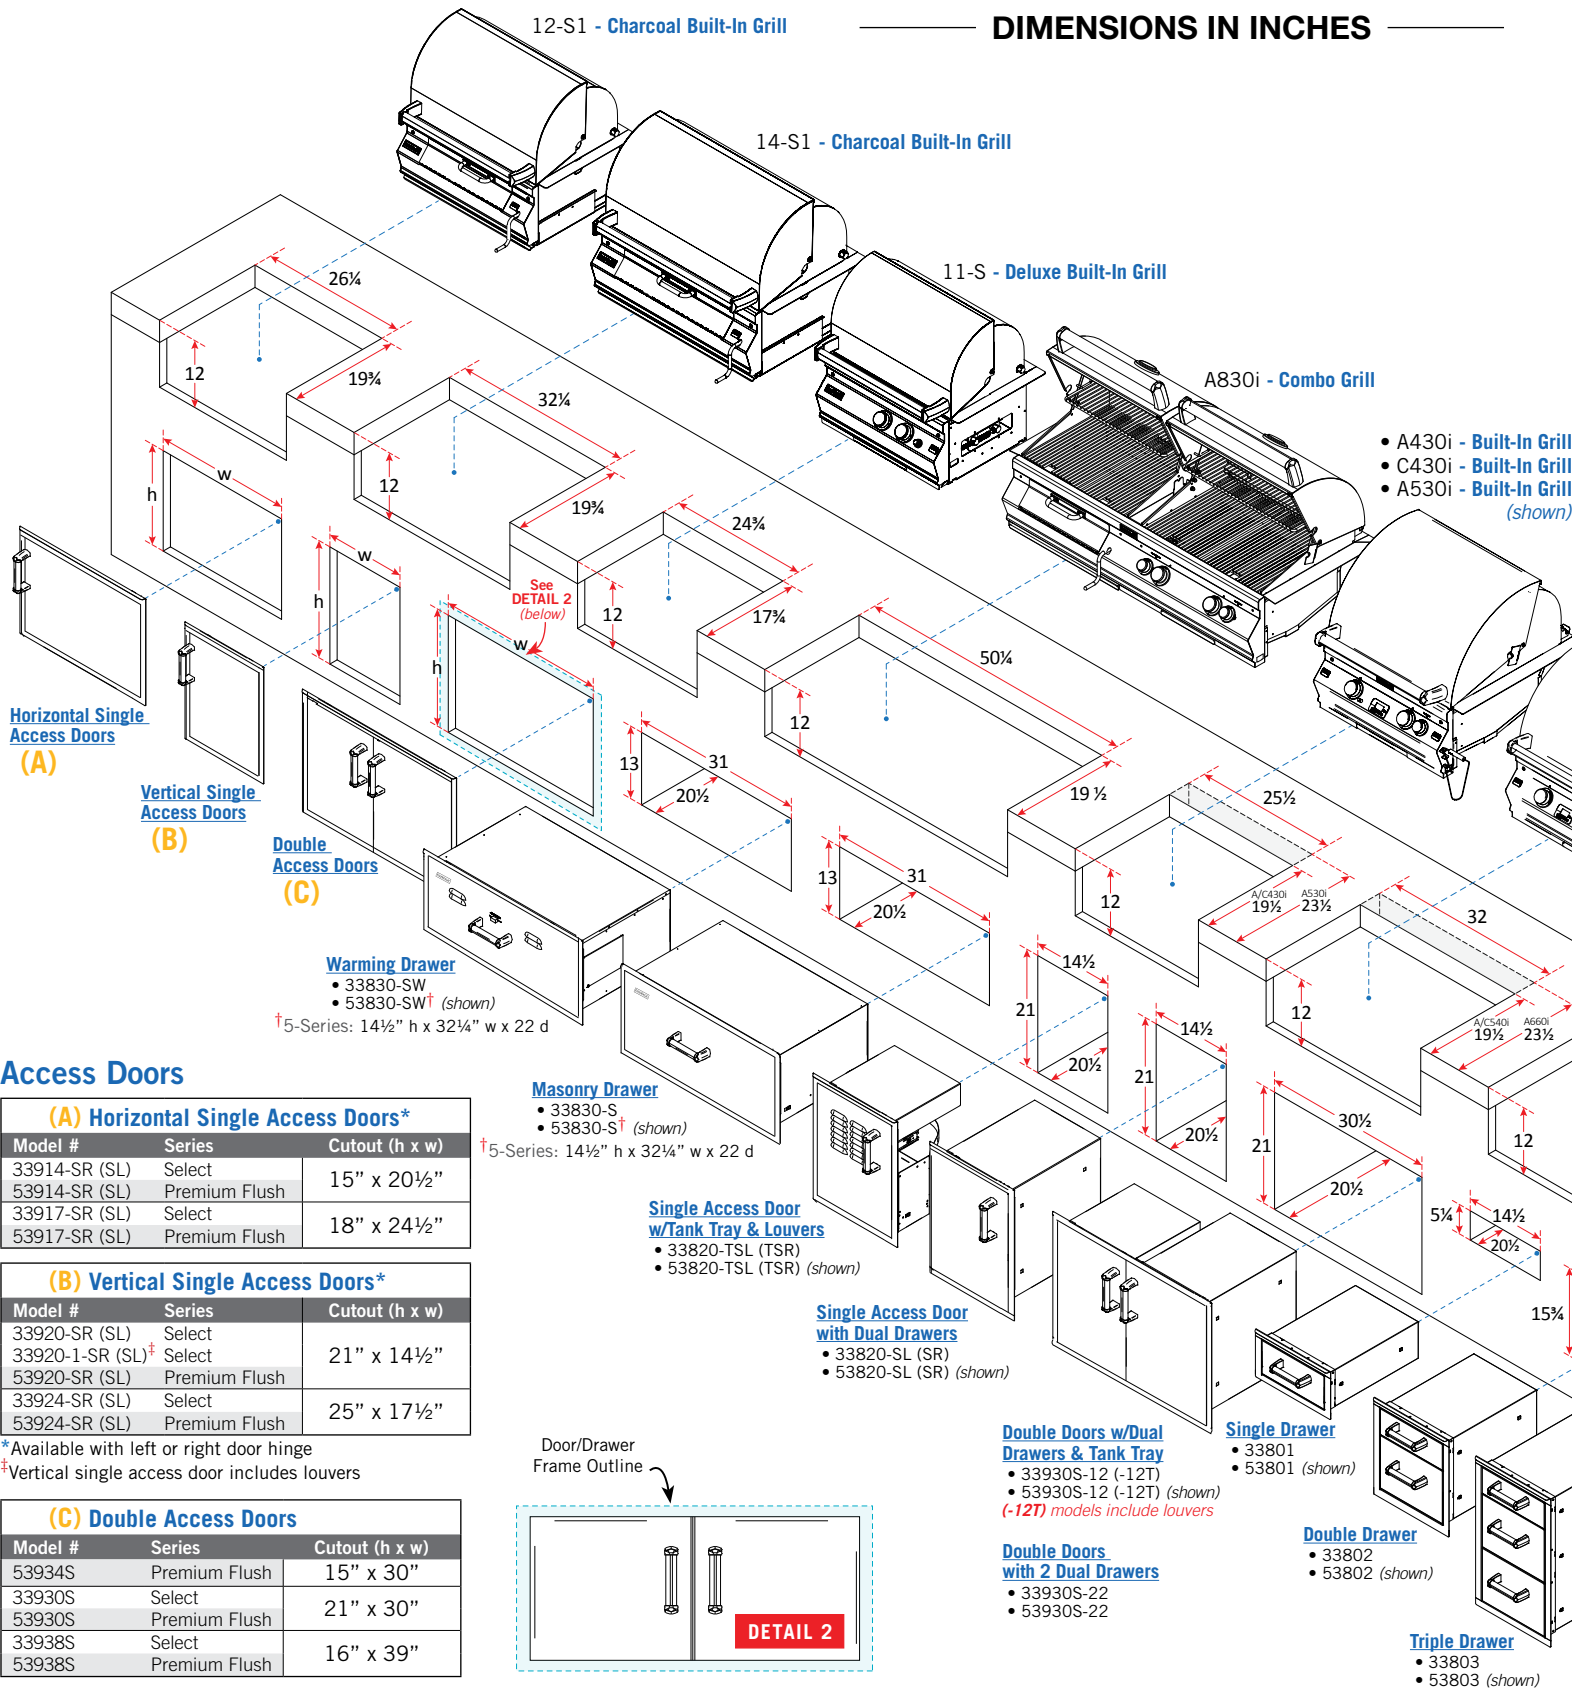 DIMENSIONS IN INCHES
12-S1 - Charcoal Built-In Grill
14-S1 - Charcoal Built-In Grill
11-S - Deluxe Built-In Grill
A830i - Combo Grill
• A430i - Built-In Grill
• C430i - Built-In Grill
• A530i - Built-In Grill
(shown)
26¼
12
19¾
32¼
12
19¾
24¾
12
17¾
50¼
12
19 ½
25½
12
A/C430i
19½
A530i
23½
32
12
A/C540i
19½
A660i
23½
12
w
h
w
h
See
DETAIL 2
(below)
w
h
13
31
20½
13
31
20½
14½
21
20½
14½
21
20½
30½
21
20½
5¼
14½
20½
15¾
Horizontal Single
Access Doors
(A)
Vertical Single
Access Doors
(B)
Double
Access Doors
(C)
Warming Drawer
• 33830-SW
• 53830-SW† (shown)
†5-Series: 14½” h x 32¼” w x 22 d
Masonry Drawer
• 33830-S
• 53830-S† (shown)
†5-Series: 14½” h x 32¼” w x 22 d
Single Access Door
w/Tank Tray & Louvers
• 33820-TSL (TSR)
• 53820-TSL (TSR) (shown)
Single Access Door
with Dual Drawers
• 33820-SL (SR)
• 53820-SL (SR) (shown)
Double Doors w/Dual
Drawers & Tank Tray
• 33930S-12 (-12T)
• 53930S-12 (-12T) (shown)
(-12T) models include louvers
Double Doors
with 2 Dual Drawers
• 33930S-22
• 53930S-22
Single Drawer
• 33801
• 53801 (shown)
Double Drawer
• 33802
• 53802 (shown)
Triple Drawer
• 33803
• 53803 (shown)
Access Doors
(A) Horizontal Single Access Doors*
Model # Series Cutout (h x w)
33914-SR (SL) Select
15” x 20½”
53914-SR (SL) Premium Flush
33917-SR (SL) Select
18” x 24½”
53917-SR (SL) Premium Flush
(B) Vertical Single Access Doors*
Model # Series Cutout (h x w)
33920-SR (SL) Select
33920-1-SR (SL)‡ Select
21” x 14½”
53920-SR (SL) Premium Flush
33924-SR (SL) Select
25” x 17½”
53924-SR (SL) Premium Flush
*Available with left or right door hinge
‡Vertical single access door includes louvers
(C) Double Access Doors
Model # Series Cutout (h x w)
53934S Premium Flush 15” x 30”
33930S Select
21” x 30”
53930S Premium Flush
33938S Select
16” x 39”
53938S Premium Flush
Door/Drawer
Frame Outline
DETAIL 2